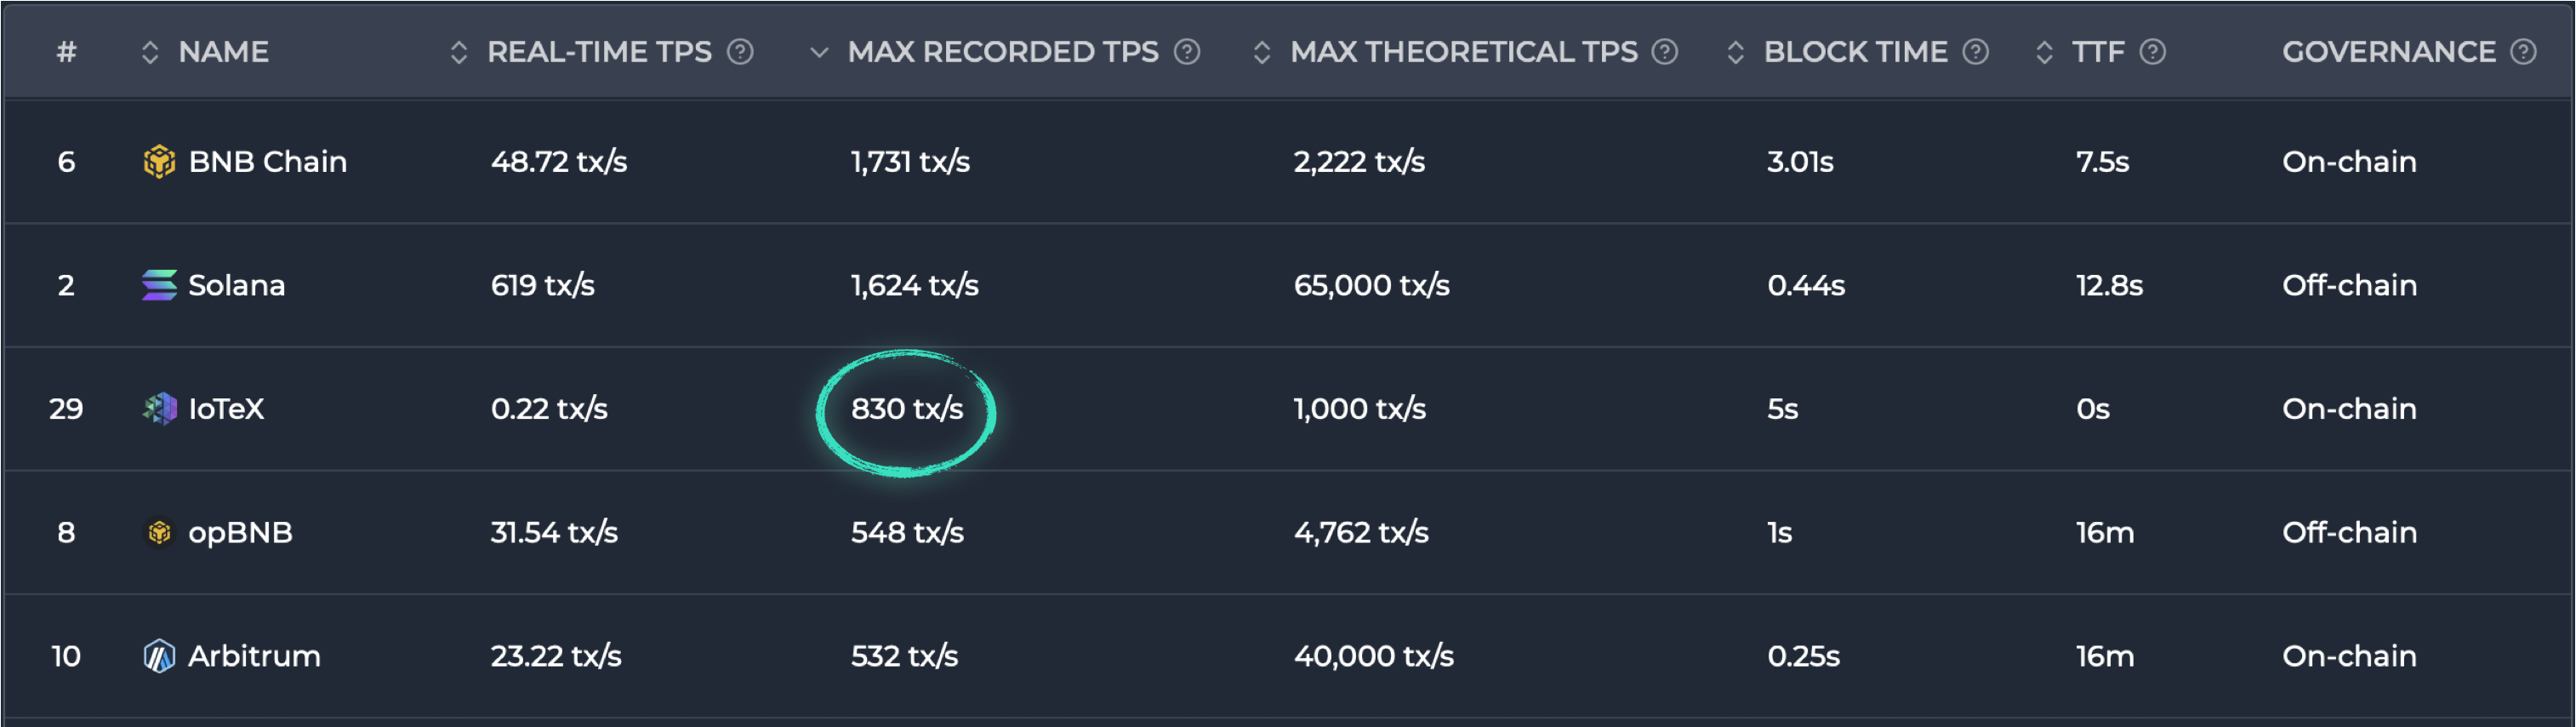 # NAME REAL-TIME TPS ? MAX RECORDED TPS ? MAX THEORETICAL TPS ? BLOCK TIME ? TTF ? GOVERNANCE ?
6 BNB Chain 48.72 tx/s 1,731 tx/s 2,222 tx/s 3.01s 7.5s On-chain
2 Solana 619 tx/s 1,624 tx/s 65,000 tx/s 0.44s 12.8s Off-chain
29 IoTeX 0.22 tx/s 830 tx/s 1,000 tx/s 5s 0s On-chain
8 opBNB 31.54 tx/s 548 tx/s 4,762 tx/s 1s 16m Off-chain
10 Arbitrum 23.22 tx/s 532 tx/s 40,000 tx/s 0.25s 16m On-chain